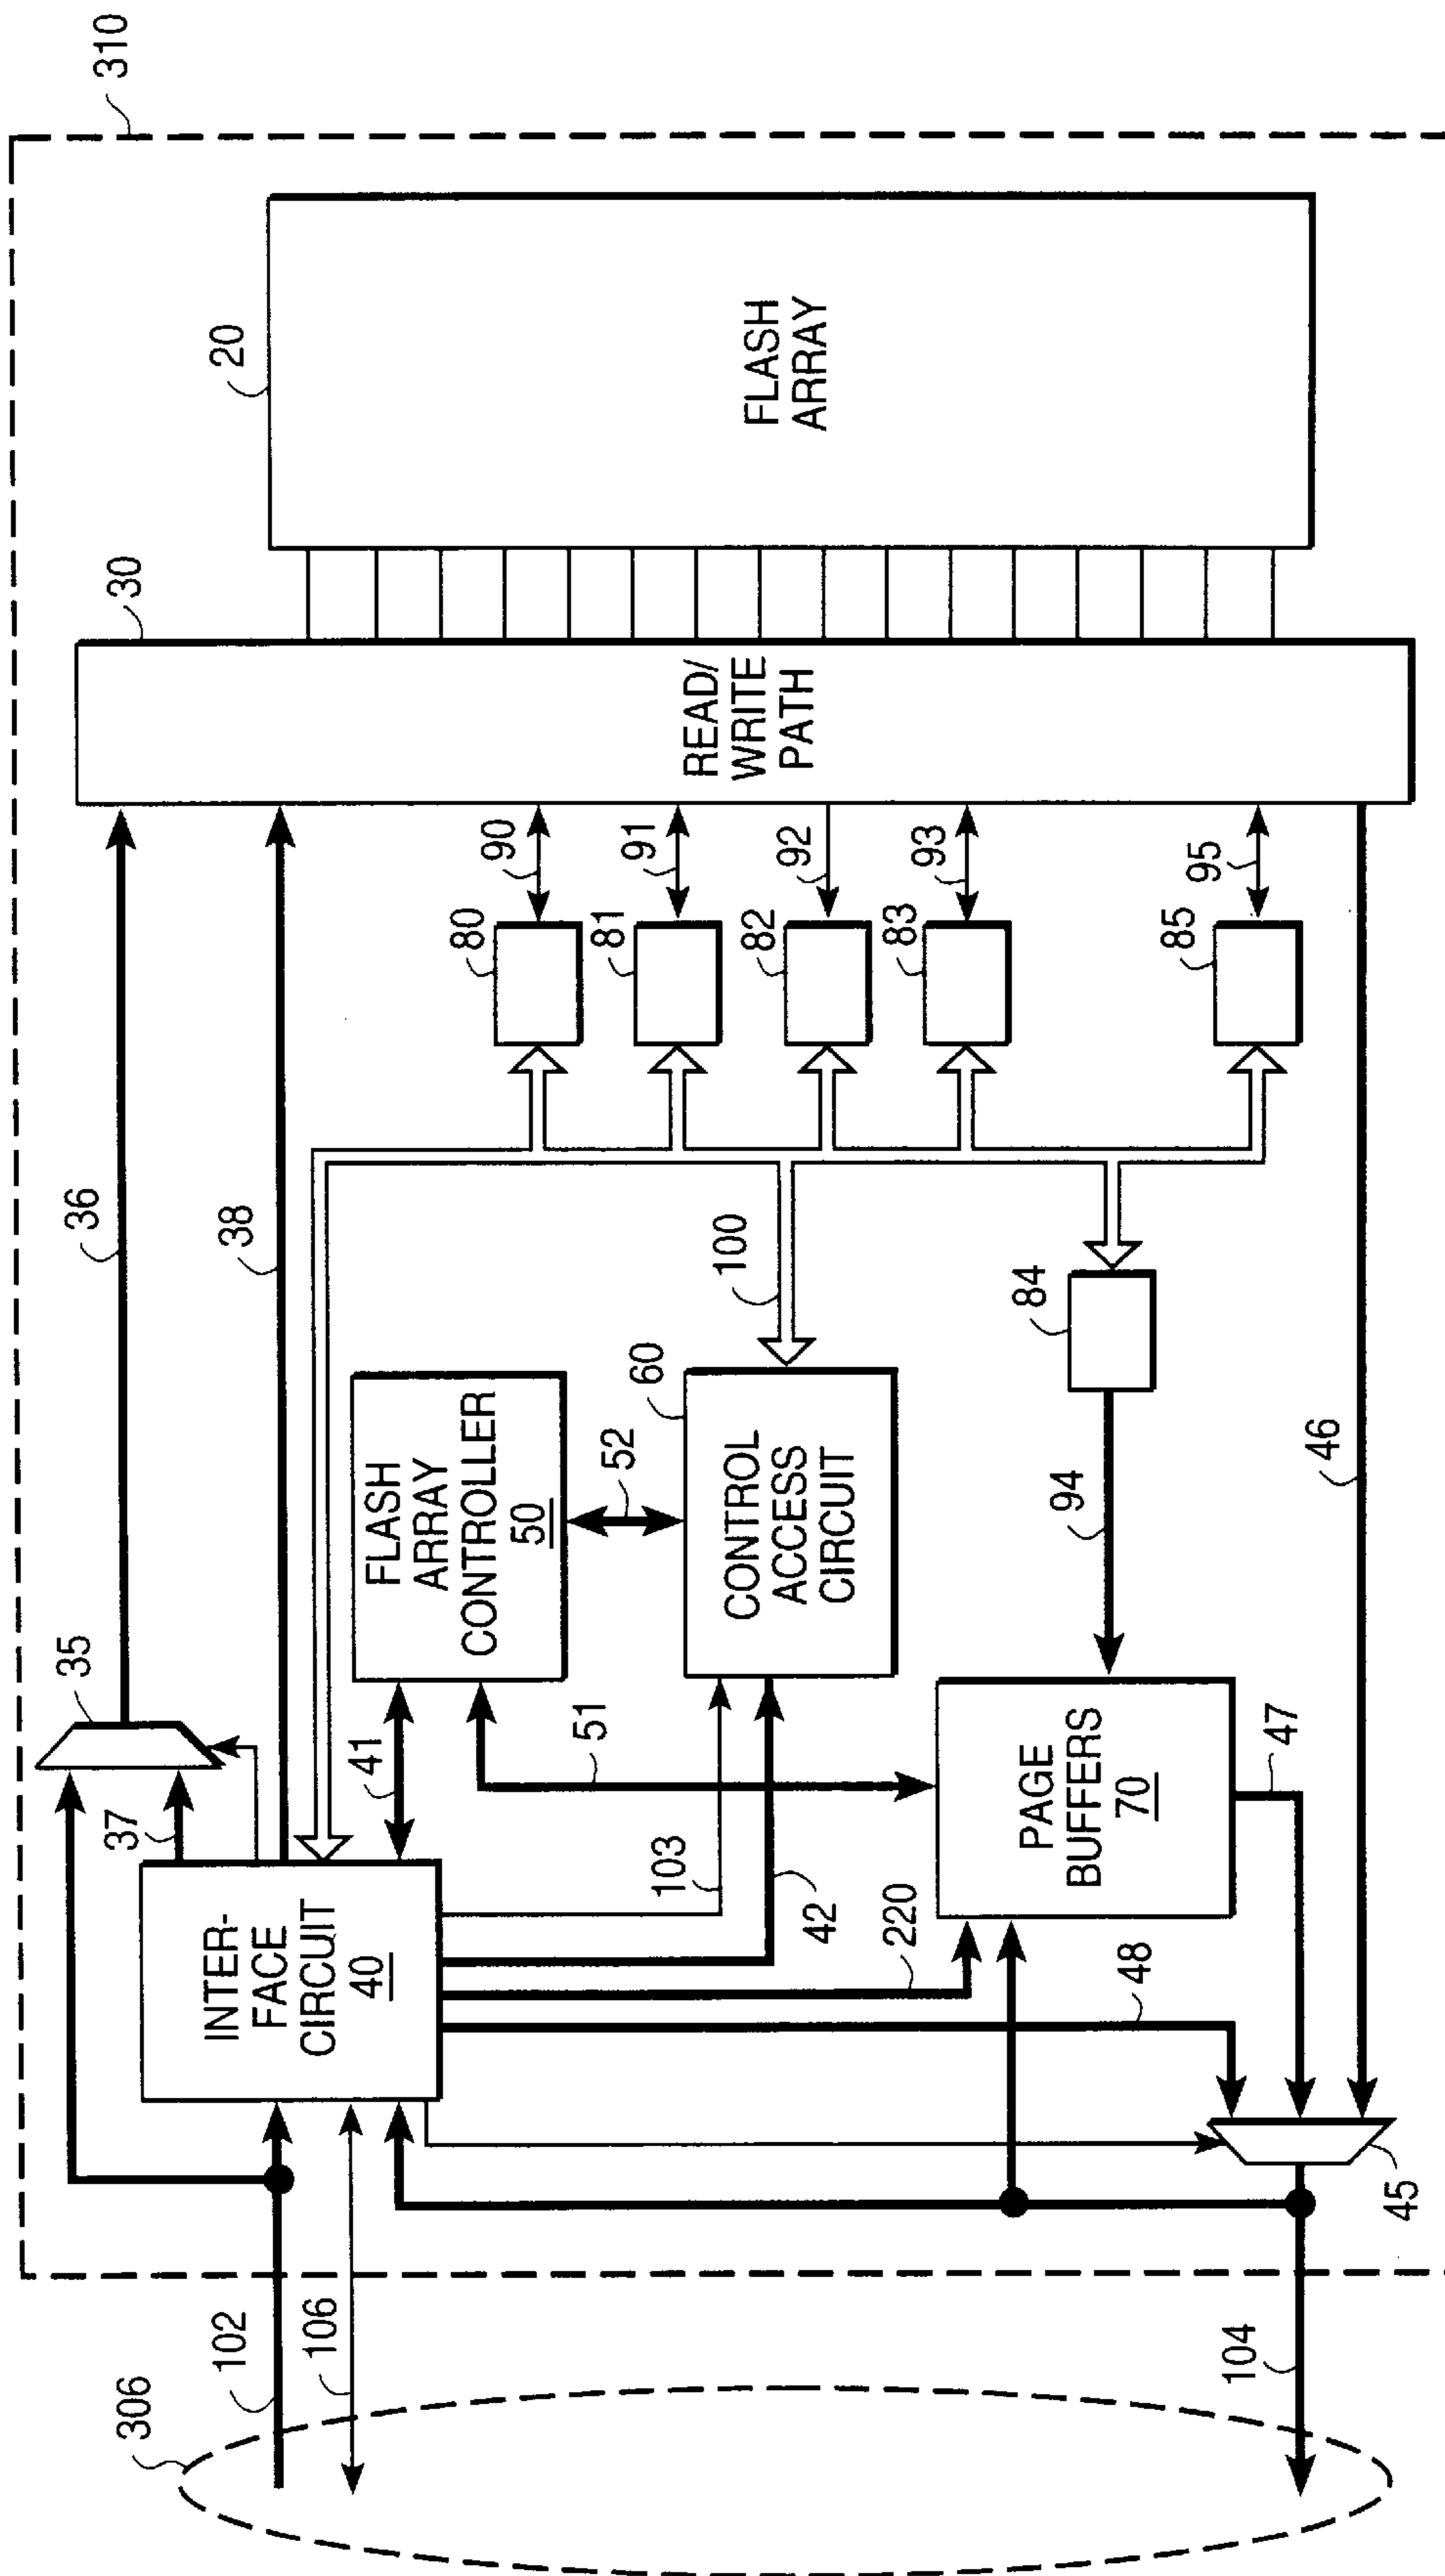 310
20
FLASH
ARRAY
30
READ/
WRITE
PATH
36
38
90
91
92
93
95
80
81
82
83
85
100
84
94
46
35
37
FLASH
ARRAY
CONTROLLER
50
52
60
CONTROL
ACCESS
CIRCUIT
41
51
103
42
220
48
PAGE
BUFFERS
70
47
INTER-
FACE
CIRCUIT
40
45
102
106
104
306